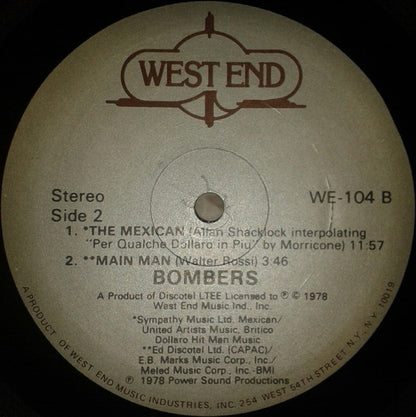 WEST END
Stereo
WE-104 B
Side 2
1. *THE MEXICAN (Allan Shacklock interpolating
"Per Qualche Dollaro in Piu" by Morricone) 11:57
2. **MAIN MAN (Walter Rossi) 3:46
BOMBERS
A Product of Discotel LTEE Licensed to ℗ © 1978
West End Music Ind., Inc.
*Sympathy Music Ltd. Mexican/
United Artists Music, Britico
Dollaro Hit Man Music
**Ed Discotel Ltd. (CAPAC)/
E.B. Marks Music Corp., Inc./
Meled Music Corp., Inc.-BMI
℗ 1978 Power Sound Productions
A PRODUCT OF WEST END MUSIC INDUSTRIES, INC. 254 WEST 54TH STREET N.Y., N.Y. 10019